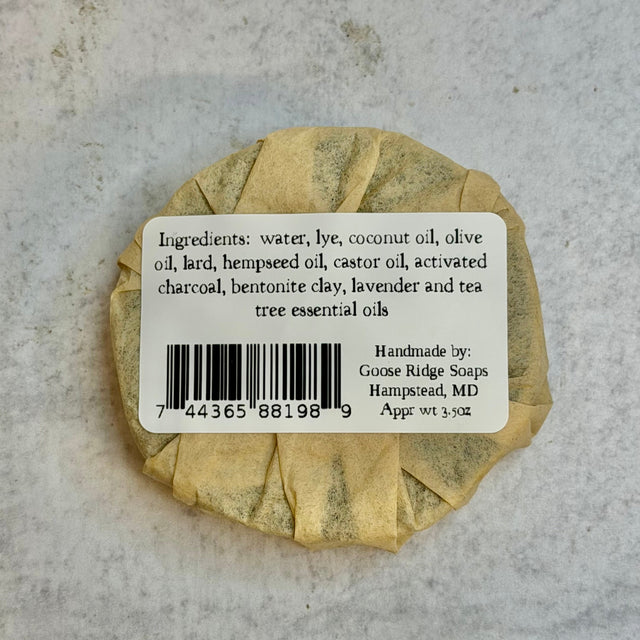 Ingredients: water, lye, coconut oil, olive
oil, lard, hempseed oil, castor oil, activated
charcoal, bentonite clay, lavender and tea
tree essential oils
7 44365 88198 9
Handmade by:
Goose Ridge Soaps
Hampstead, MD
Appr wt 3.5oz